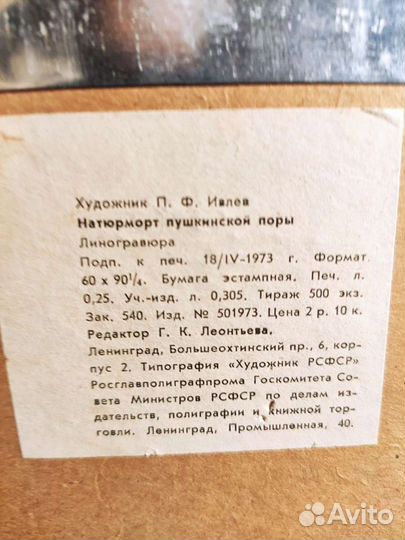 Художник П. Ф. Ивлев
Натюрморт пушкинской поры
Линогравюра
Подп. к печ. 18/IV-1973 г. Формат
60 x 90¹/₄. Бумага эстампная. Печ. л.
0,25. Уч.-изд. л. 0,305. Тираж 500 экз.
Зак. 540. Изд. № 501973. Цена 2 р. 10 к.
Редактор Г. К. Леонтьева,
Ленинград, Большеохтинский пр., 6, кор-
пус 2. Типография «Художник РСФСР»
Росглавполиграфпрома Госкомитета Со-
вета Министров РСФСР по делам из-
дательств, полиграфии и книжной тор-
говли. Ленинград, Промышленная, 40.
Avito